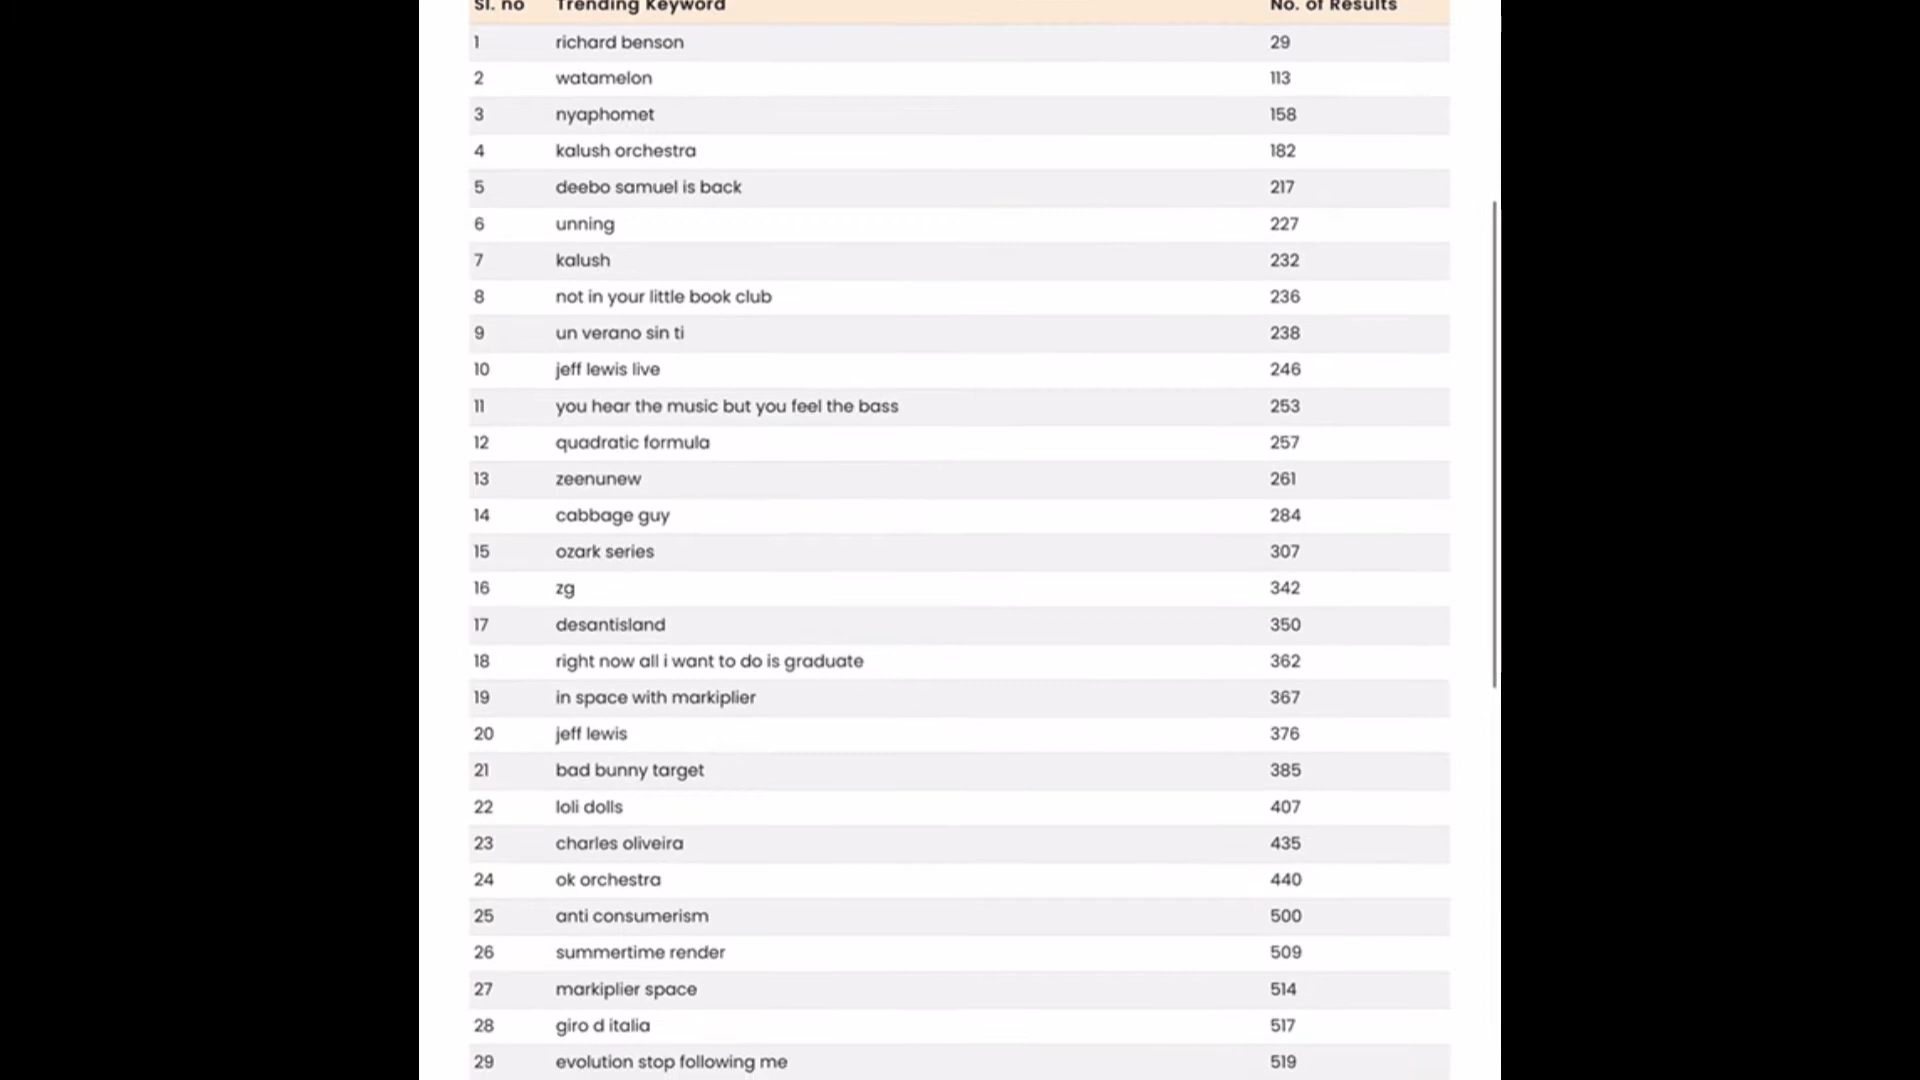 Sl. no Trending Keyword No. of Results
1 richard benson 29
2 watamelon 113
3 nyaphomet 158
4 kalush orchestra 182
5 deebo samuel is back 217
6 unning 227
7 kalush 232
8 not in your little book club 236
9 un verano sin ti 238
10 jeff lewis live 246
11 you hear the music but you feel the bass 253
12 quadratic formula 257
13 zeenunew 261
14 cabbage guy 284
15 ozark series 307
16 zg 342
17 desantisland 350
18 right now all i want to do is graduate 362
19 in space with markiplier 367
20 jeff lewis 376
21 bad bunny target 385
22 loli dolls 407
23 charles oliveira 435
24 ok orchestra 440
25 anti consumerism 500
26 summertime render 509
27 markiplier space 514
28 giro d italia 517
29 evolution stop following me 519